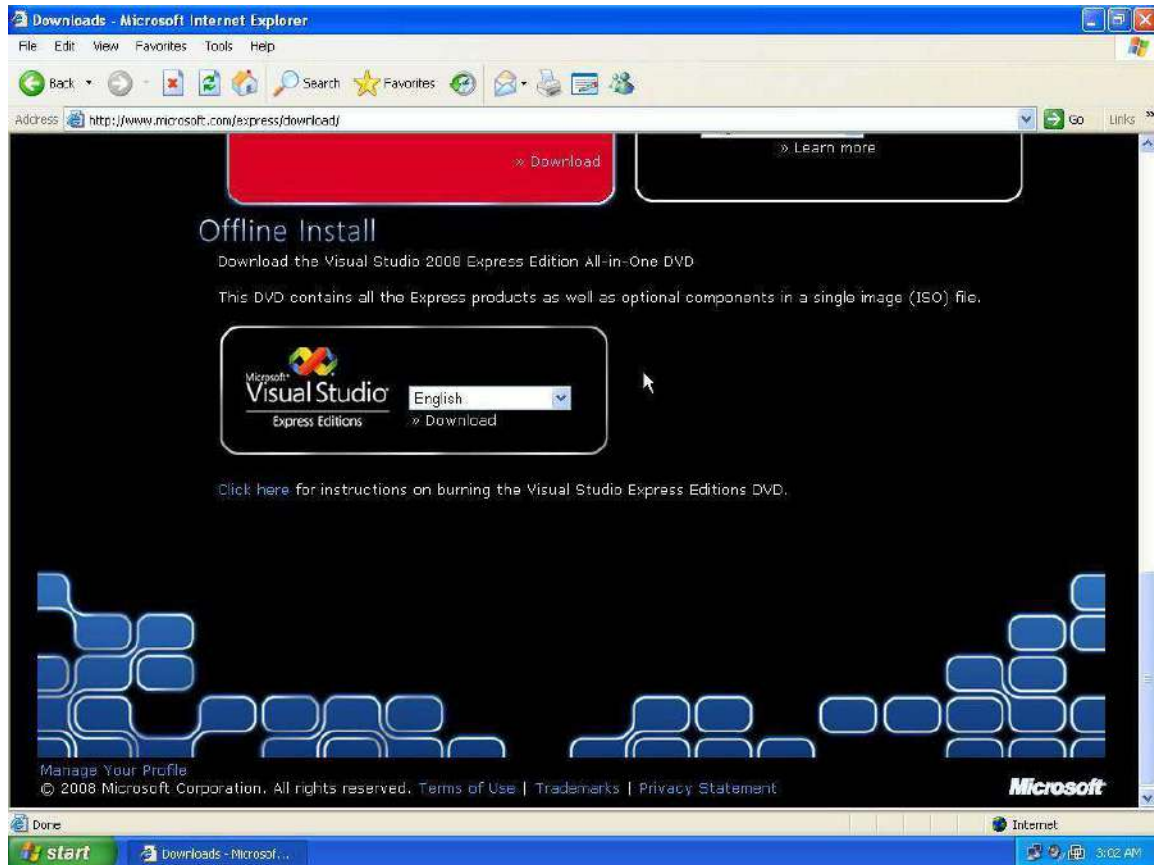 Downloads - Microsoft Internet Explorer
File Edit View Favorites Tools Help
Back Search Favorites
Address http://www.microsoft.com/express/download/ Go Links »
» Download
» Learn more
Offline Install
Download the Visual Studio 2008 Express Edition All-in-One DVD
This DVD contains all the Express products as well as optional components in a single image (ISO) file.
Microsoft
Visual Studio
Express Editions
English
» Download
Click here for instructions on burning the Visual Studio Express Editions DVD.
Manage Your Profile
© 2008 Microsoft Corporation. All rights reserved. Terms of Use | Trademarks | Privacy Statement
Microsoft
Done Internet
start Downloads - Microsof... 3:02 AM